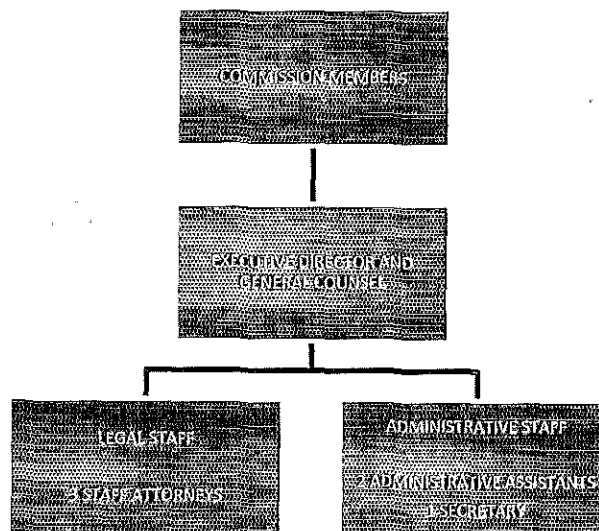 COMMISSION MEMBERS
EXECUTIVE DIRECTOR AND
GENERAL COUNSEL
LEGAL STAFF
3 STAFF ATTORNEYS
ADMINISTRATIVE STAFF
2 ADMINISTRATIVE ASSISTANTS
1 SECRETARY